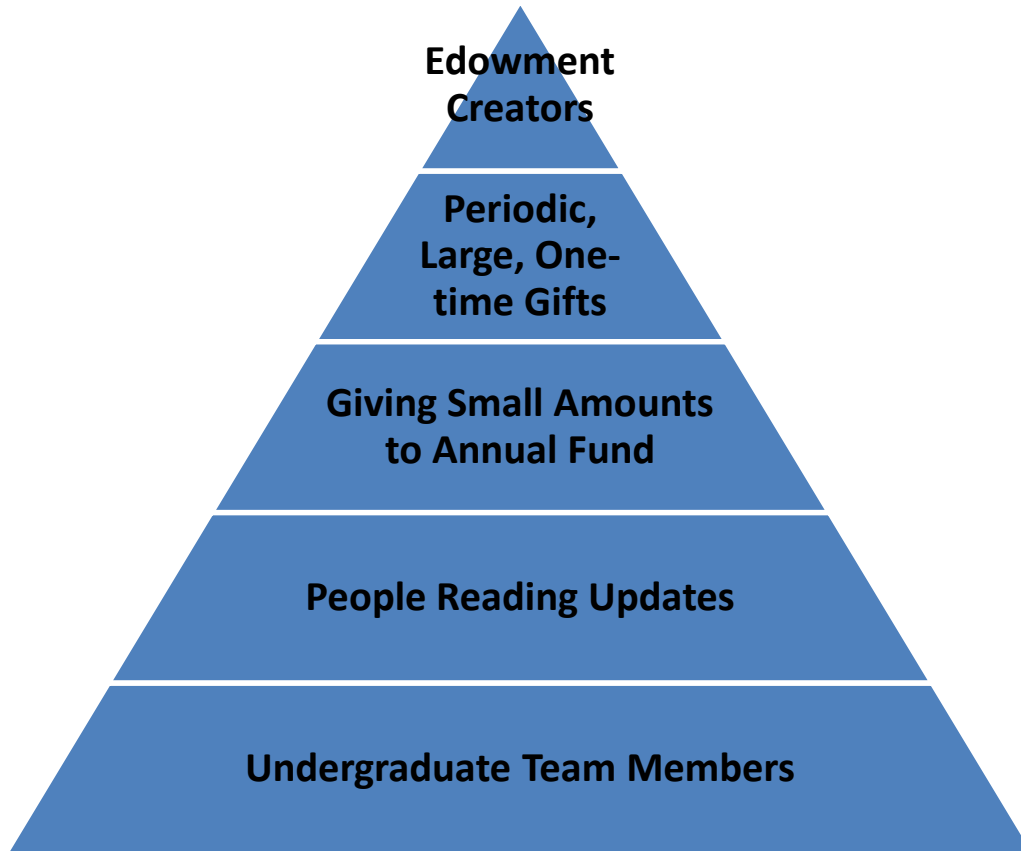 Edowment
Creators
Periodic,
Large, One-
time Gifts
Giving Small Amounts
to Annual Fund
People Reading Updates
Undergraduate Team Members